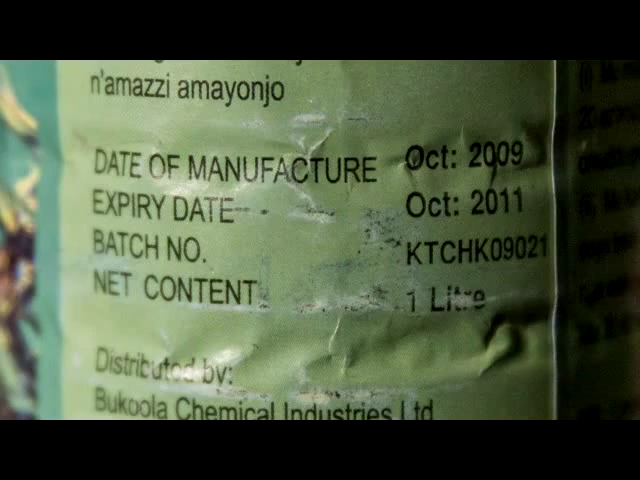 n'amazzi amayonjo
DATE OF MANUFACTURE Oct: 2009
EXPIRY DATE Oct: 2011
BATCH NO. KTCHK09021
NET CONTENT 1 Litre
Distributed by:
Bukoola Chemical Industries Ltd